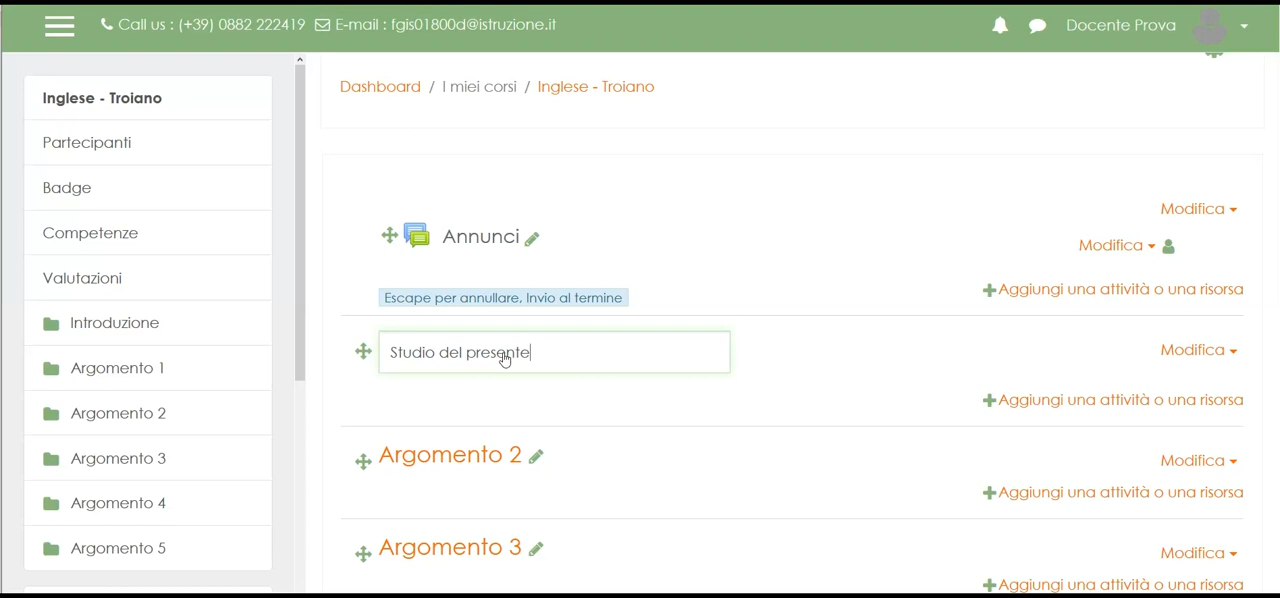 Call us : (+39) 0882 222419 E-mail : fgis01800d@istruzione.it Docente Prova
Inglese - Troiano
Partecipanti
Badge
Competenze
Valutazioni
Introduzione
Argomento 1
Argomento 2
Argomento 3
Argomento 4
Argomento 5
Dashboard / I miei corsi / Inglese - Troiano
Modifica
Annunci
Modifica
Aggiungi una attività o una risorsa
Escape per annullare, Invio al termine
Studio del presente
Modifica
Aggiungi una attività o una risorsa
Argomento 2
Modifica
Aggiungi una attività o una risorsa
Argomento 3
Modifica
Aggiungi una attività o una risorsa